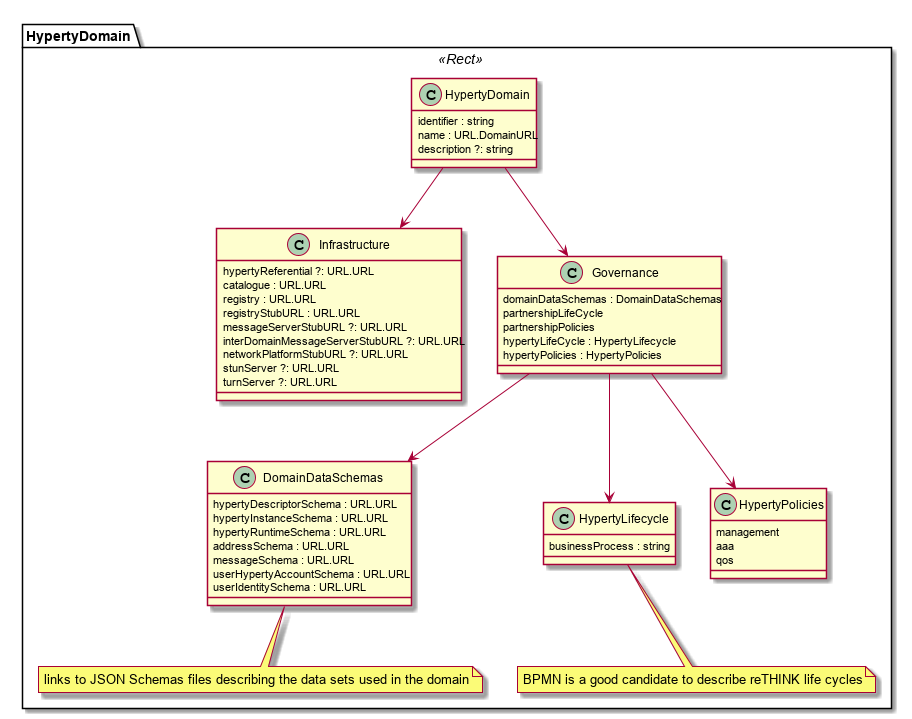 HypertyDomain
«Rect»
C HypertyDomain
identifier : string
name : URL.DomainURL
description ?: string
C Infrastructure
hypertyReferential ?: URL.URL
catalogue : URL.URL
registry : URL.URL
registryStubURL : URL.URL
messageServerStubURL ?: URL.URL
interDomainMessageServerStubURL ?: URL.URL
networkPlatformStubURL ?: URL.URL
stunServer ?: URL.URL
turnServer ?: URL.URL
C Governance
domainDataSchemas : DomainDataSchemas
partnershipLifeCycle
partnershipPolicies
hypertyLifeCycle : HypertyLifecycle
hypertyPolicies : HypertyPolicies
C DomainDataSchemas
hypertyDescriptorSchema : URL.URL
hypertyInstanceSchema : URL.URL
hypertyRuntimeSchema : URL.URL
addressSchema : URL.URL
messageSchema : URL.URL
userHypertyAccountSchema : URL.URL
userIdentitySchema : URL.URL
C HypertyLifecycle
businessProcess : string
C HypertyPolicies
management
aaa
qos
links to JSON Schemas files describing the data sets used in the domain
BPMN is a good candidate to describe reTHINK life cycles